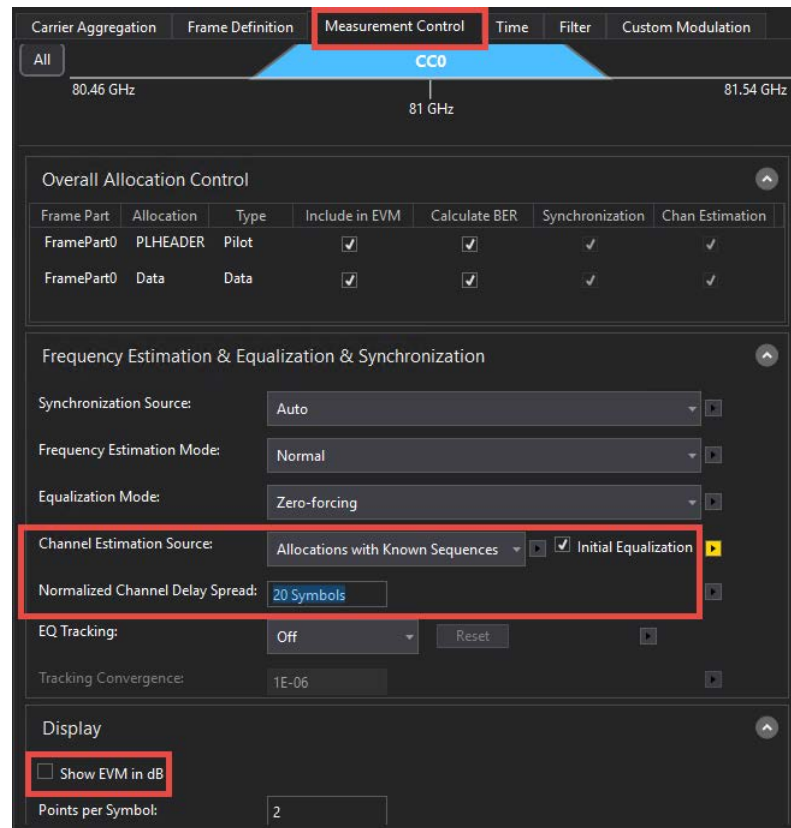 Carrier Aggregation Frame Definition Measurement Control Time Filter Custom Modulation
All
CC0
80.46 GHz 81 GHz 81.54 GHz
Overall Allocation Control
Frame Part Allocation Type Include in EVM Calculate BER Synchronization Chan Estimation
FramePart0 PLHEADER Pilot
FramePart0 Data Data
Frequency Estimation & Equalization & Synchronization
Synchronization Source: Auto
Frequency Estimation Mode: Normal
Equalization Mode: Zero-forcing
Channel Estimation Source: Allocations with Known Sequences Initial Equalization
Normalized Channel Delay Spread: 20 Symbols
EQ Tracking: Off Reset
Tracking Convergence: 1E-06
Display
Show EVM in dB
Points per Symbol: 2